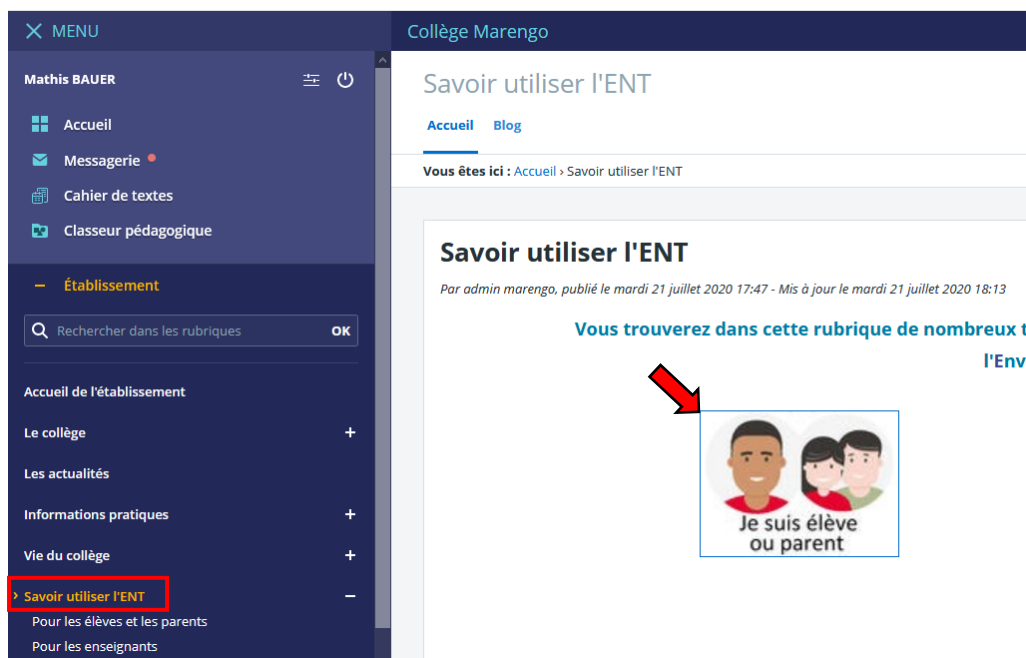 MENU
Mathis BAUER
Accueil
Messagerie
Cahier de textes
Classeur pédagogique
Établissement
Rechercher dans les rubriques OK
Accueil de l'établissement
Le collège +
Les actualités
Informations pratiques +
Vie du collège +
› Savoir utiliser l'ENT −
Pour les élèves et les parents
Pour les enseignants
Collège Marengo
Savoir utiliser l'ENT
Accueil Blog
Vous êtes ici : Accueil › Savoir utiliser l'ENT
Savoir utiliser l'ENT
Par admin marengo, publié le mardi 21 juillet 2020 17:47 - Mis à jour le mardi 21 juillet 2020 18:13
Vous trouverez dans cette rubrique de nombreux t
l'Env
Je suis élève
ou parent